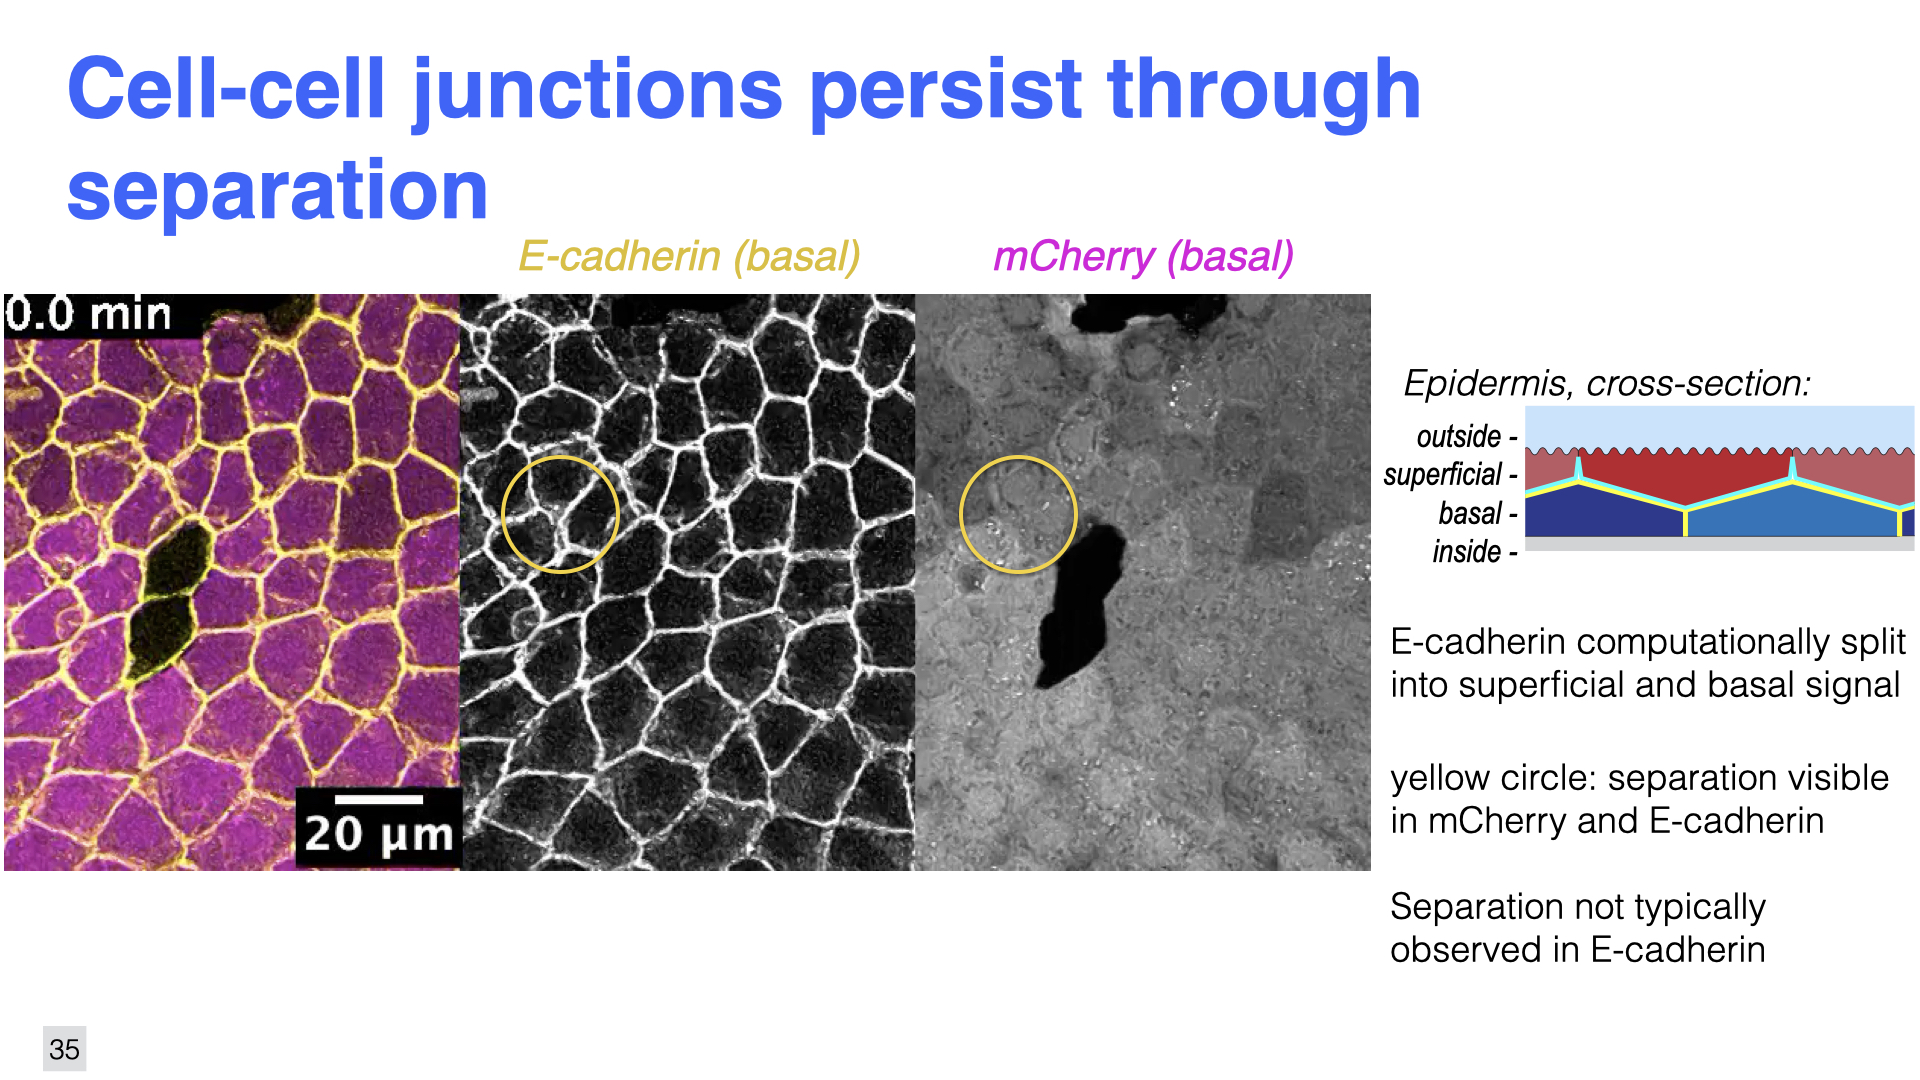 Cell-cell junctions persist through
separation
E-cadherin (basal)
mCherry (basal)
0.0 min
20 µm
Epidermis, cross-section:
outside -
superficial -
basal -
inside -
E-cadherin computationally split
into superficial and basal signal
yellow circle: separation visible
in mCherry and E-cadherin
Separation not typically
observed in E-cadherin
35